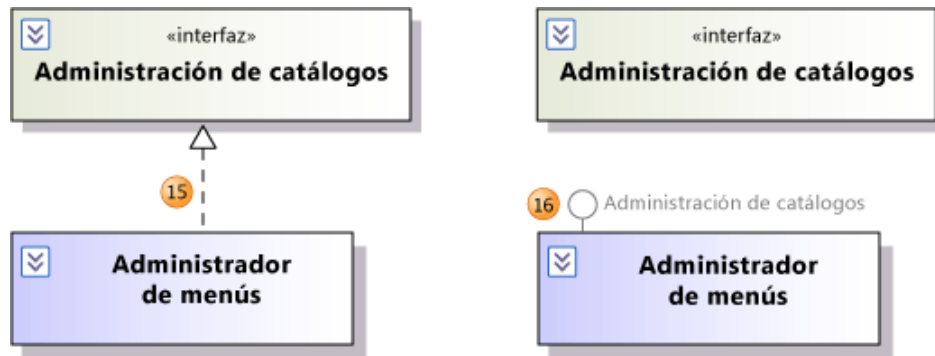 «interfaz»
Administración de catálogos
15
Administrador
de menús
«interfaz»
Administración de catálogos
16
Administración de catálogos
Administrador
de menús